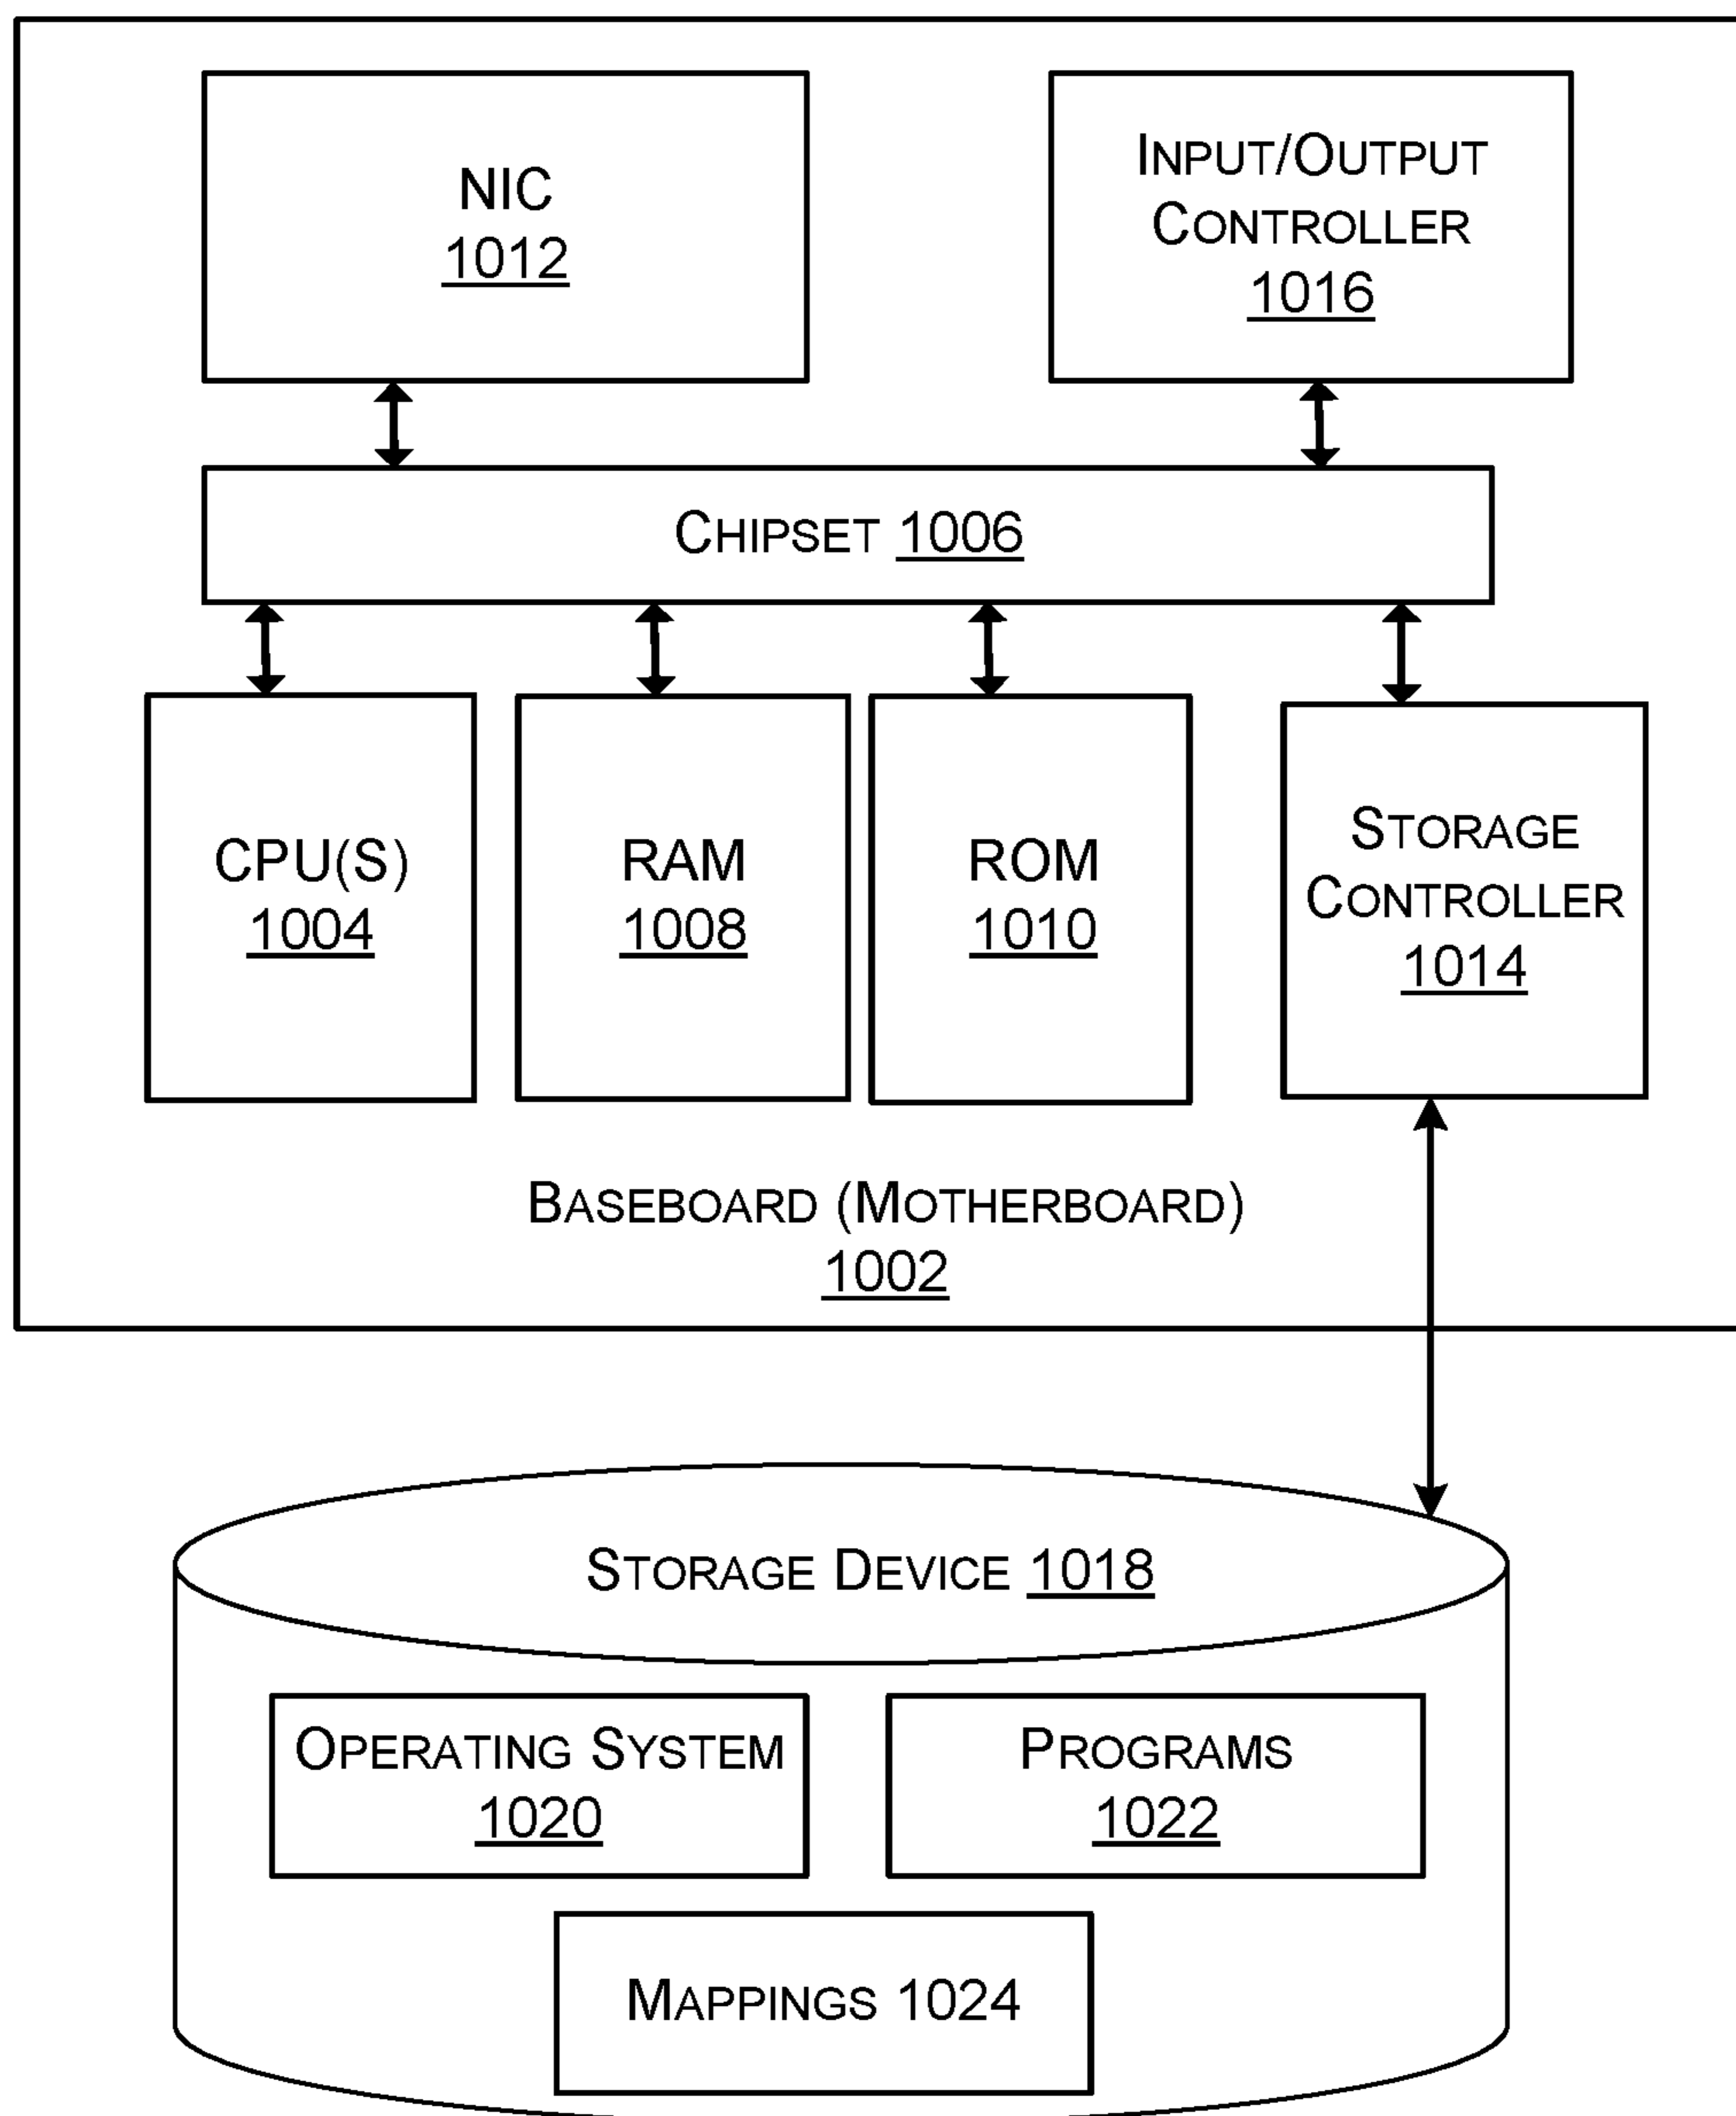 NIC
1012
INPUT/OUTPUT
CONTROLLER
1016
CHIPSET 1006
CPU(S)
1004
RAM
1008
ROM
1010
STORAGE
CONTROLLER
1014
BASEBOARD (MOTHERBOARD)
1002
STORAGE DEVICE 1018
OPERATING SYSTEM
1020
PROGRAMS
1022
MAPPINGS 1024